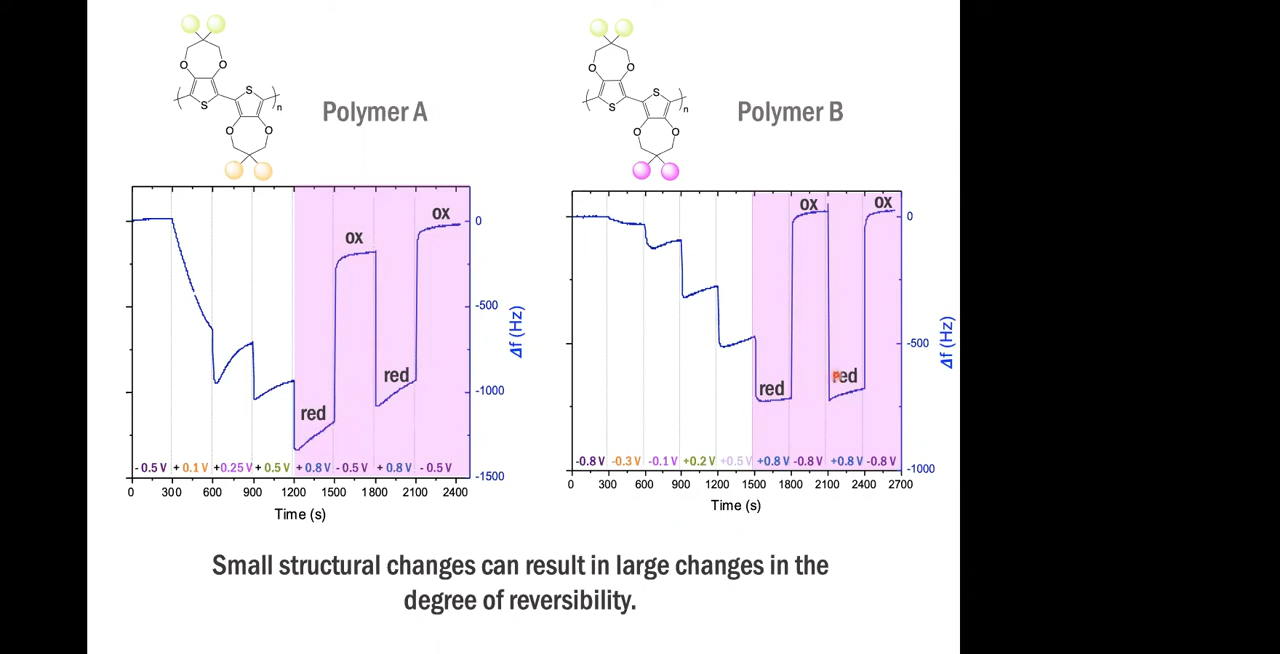 O O
S
S
n
O O
Polymer A
O O
S
S
n
O O
Polymer B
ox
ox
red
red
0
-500
-1000
-1500
Δf (Hz)
- 0.5 V + 0.1 V +0.25 V + 0.5 V + 0.8 V - 0.5 V + 0.8 V - 0.5 V
0 300 600 900 1200 1500 1800 2100 2400
Time (s)
ox
ox
red
red
0
-500
-1000
Δf (Hz)
-0.8 V -0.3 V -0.1 V +0.2 V +0.5 V +0.8 V -0.8 V +0.8 V -0.8 V
0 300 600 900 1200 1500 1800 2100 2400 2700
Time (s)
Small structural changes can result in large changes in the
degree of reversibility.